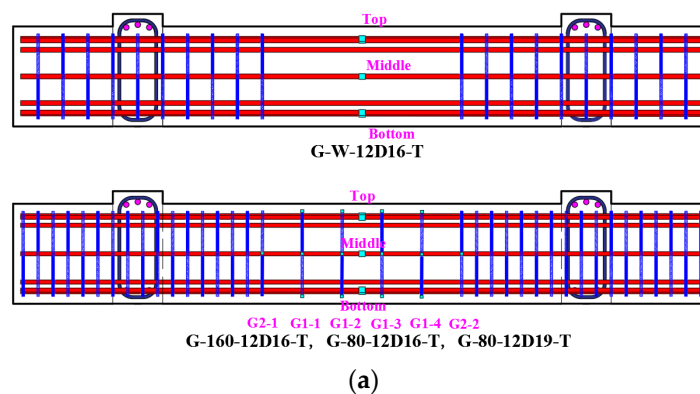 Top
Middle
Bottom
G-W-12D16-T
Top
Middle
Bottom
G2-1 G1-1 G1-2 G1-3 G1-4 G2-2
G-160-12D16-T, G-80-12D16-T, G-80-12D19-T
(a)